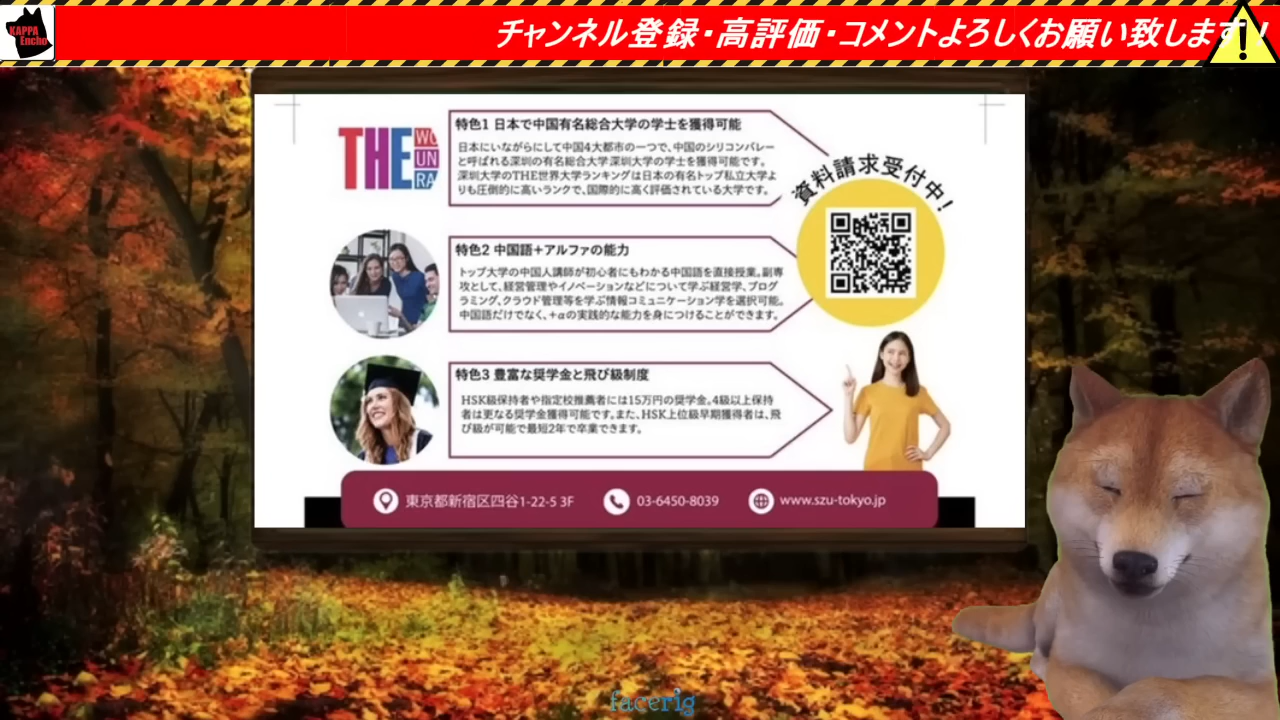 KAPPA
Encho
チャンネル登録・高評価・コメントよろしくお願い致します!
THE
WO
UN
RA
特色1 日本で中国有名総合大学の学士を獲得可能
日本にいながらにして中国4大都市の一つで、中国のシリコンバレー
と呼ばれる深圳の有名総合大学深圳大学の学士を獲得可能です。
深圳大学のTHE世界大学ランキングは日本の有名トップ私立大学よ
りも圧倒的に高いランクで、国際的に高く評価されている大学です。
資料請求受付中!
特色2 中国語+アルファの能力
トップ大学の中国人講師が初心者にもわかる中国語を直接授業。副専
攻として、経営管理やイノベーションなどについて学ぶ経営学、プログ
ラミング、クラウド管理等を学ぶ情報コミュニケーション学を選択可能。
中国語だけでなく、+αの実践的な能力を身につけることができます。
特色3 豊富な奨学金と飛び級制度
HSK級保持者や指定校推薦者には15万円の奨学金。4級以上保持
者は更なる奨学金獲得可能です。また、HSK上位級早期獲得者は、飛
び級が可能で最短2年で卒業できます。
東京都新宿区四谷1-22-5 3F
03-6450-8039
www.szu-tokyo.jp
facerig